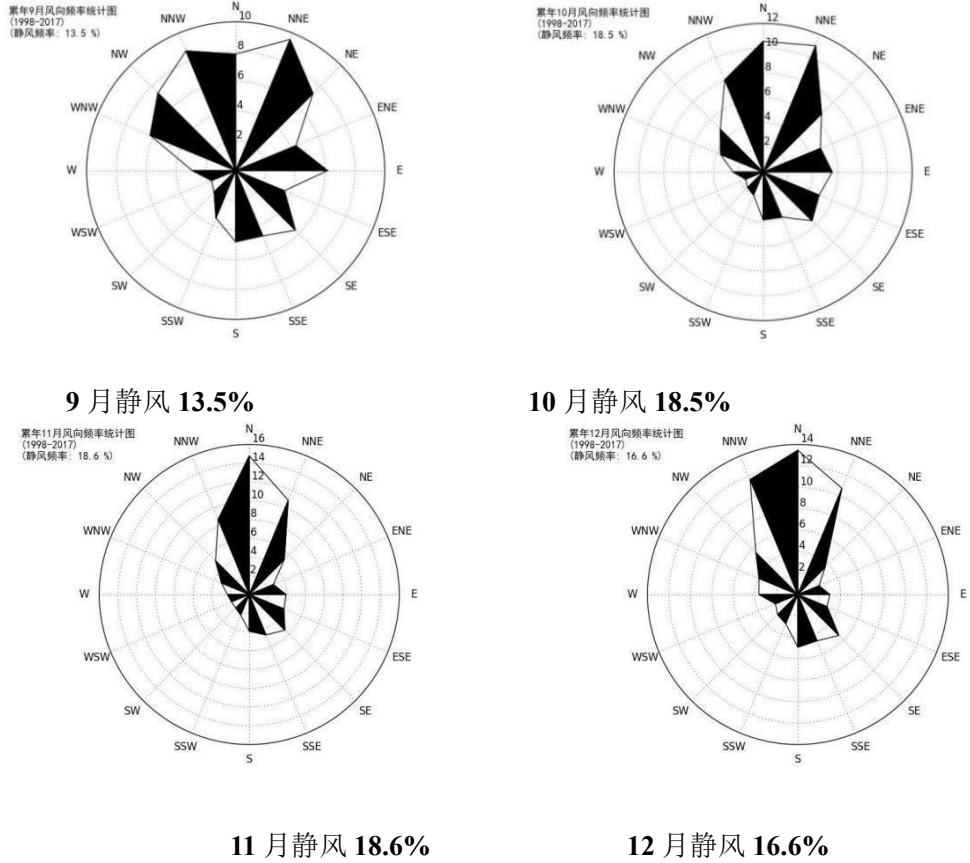 累年9月风向频率统计图
(1998-2017)
(静风频率: 13.5 %)
N
NNE
NE
ENE
E
ESE
SE
SSE
S
SSW
SW
WSW
W
WNW
NW
NNW
2
4
6
8
10
累年10月风向频率统计图
(1998-2017)
(静风频率: 18.5 %)
N
NNE
NE
ENE
E
ESE
SE
SSE
S
SSW
SW
WSW
W
WNW
NW
NNW
2
4
6
8
10
12
9 月静风 13.5%
10 月静风 18.5%
累年11月风向频率统计图
(1998-2017)
(静风频率: 18.6 %)
N
NNE
NE
ENE
E
ESE
SE
SSE
S
SSW
SW
WSW
W
WNW
NW
NNW
2
4
6
8
10
12
14
16
累年12月风向频率统计图
(1998-2017)
(静风频率: 16.6 %)
N
NNE
NE
ENE
E
ESE
SE
SSE
S
SSW
SW
WSW
W
WNW
NW
NNW
2
4
6
8
10
12
14
11 月静风 18.6%
12 月静风 16.6%